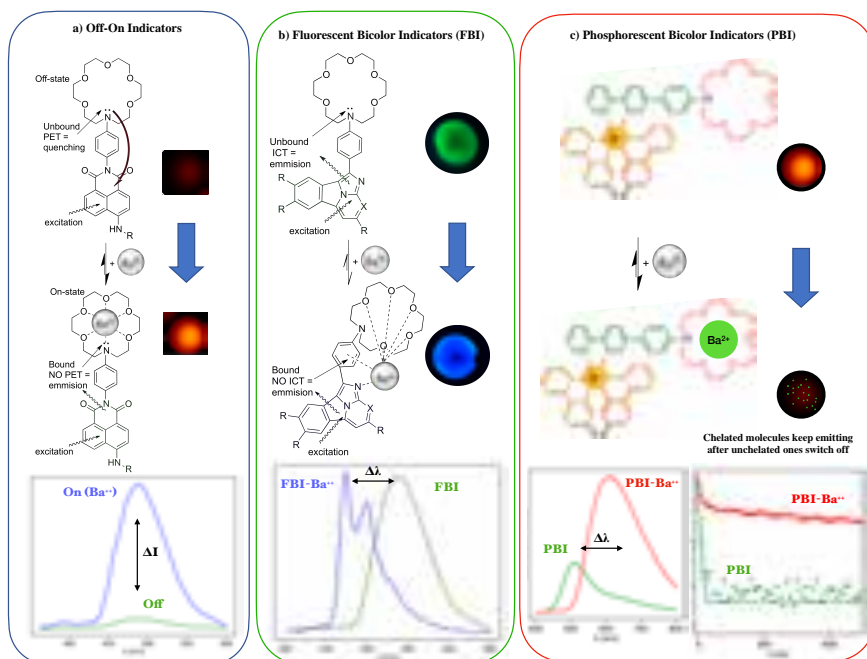 a) Off-On Indicators
Off-state
O
O
O
O
O
N
Unbound
PET =
quenching
O
N
O
excitation
HN
R
+
On-state
O
O
O
O
O
N
Bound
NO PET =
emmision
O
N
O
excitation
HN
R
On (Ba++)
ΔI
Off
b) Fluorescent Bicolor Indicators (FBI)
O
O
O
O
O
N
Unbound
ICT =
emmision
R
R
N
N
X
R
excitation
+
O
O
O
O
O
N
Bound
NO ICT =
emmision
R
R
N
N
X
R
excitation
FBI-Ba++
Δλ
FBI
c) Phosphorescent Bicolor Indicators (PBI)
+
Ba2+
Chelated molecules keep emitting
after unchelated ones switch off
PBI-Ba++
PBI
Δλ
PBI-Ba++
PBI